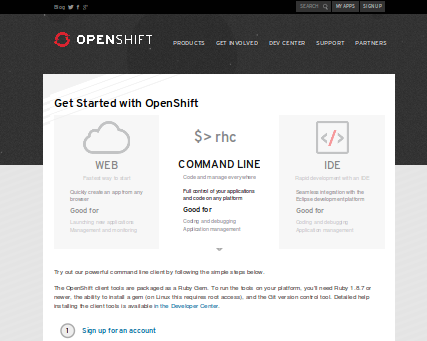 Blog
SEARCH
MY APPS
SIGN UP
OPENSHIFT
PRODUCTS GET INVOLVED DEV CENTER SUPPORT PARTNERS
Get Started with OpenShift
WEB
Fastest way to start
Quickly create an app from any
browser
Good for
Launching new applications
Management and monitoring
$> rhc
COMMAND LINE
Code and manage everywhere
Full control of your applications
and code on any platform
Good for
Coding and debugging
Application management
</>
IDE
Rapid development with an IDE
Seamless integration with the
Eclipse development platform
Good for
Coding and debugging
Application management
Try out our powerful command line client by following the simple steps below.
The OpenShift client tools are packaged as a Ruby Gem. To run the tools on your platform, you'll need Ruby 1.8.7 or
newer, the ability to install a gem (on Linux this requires root access), and the Git version control tool. Detailed help
installing the client tools is available in the Developer Center.
1 Sign up for an account